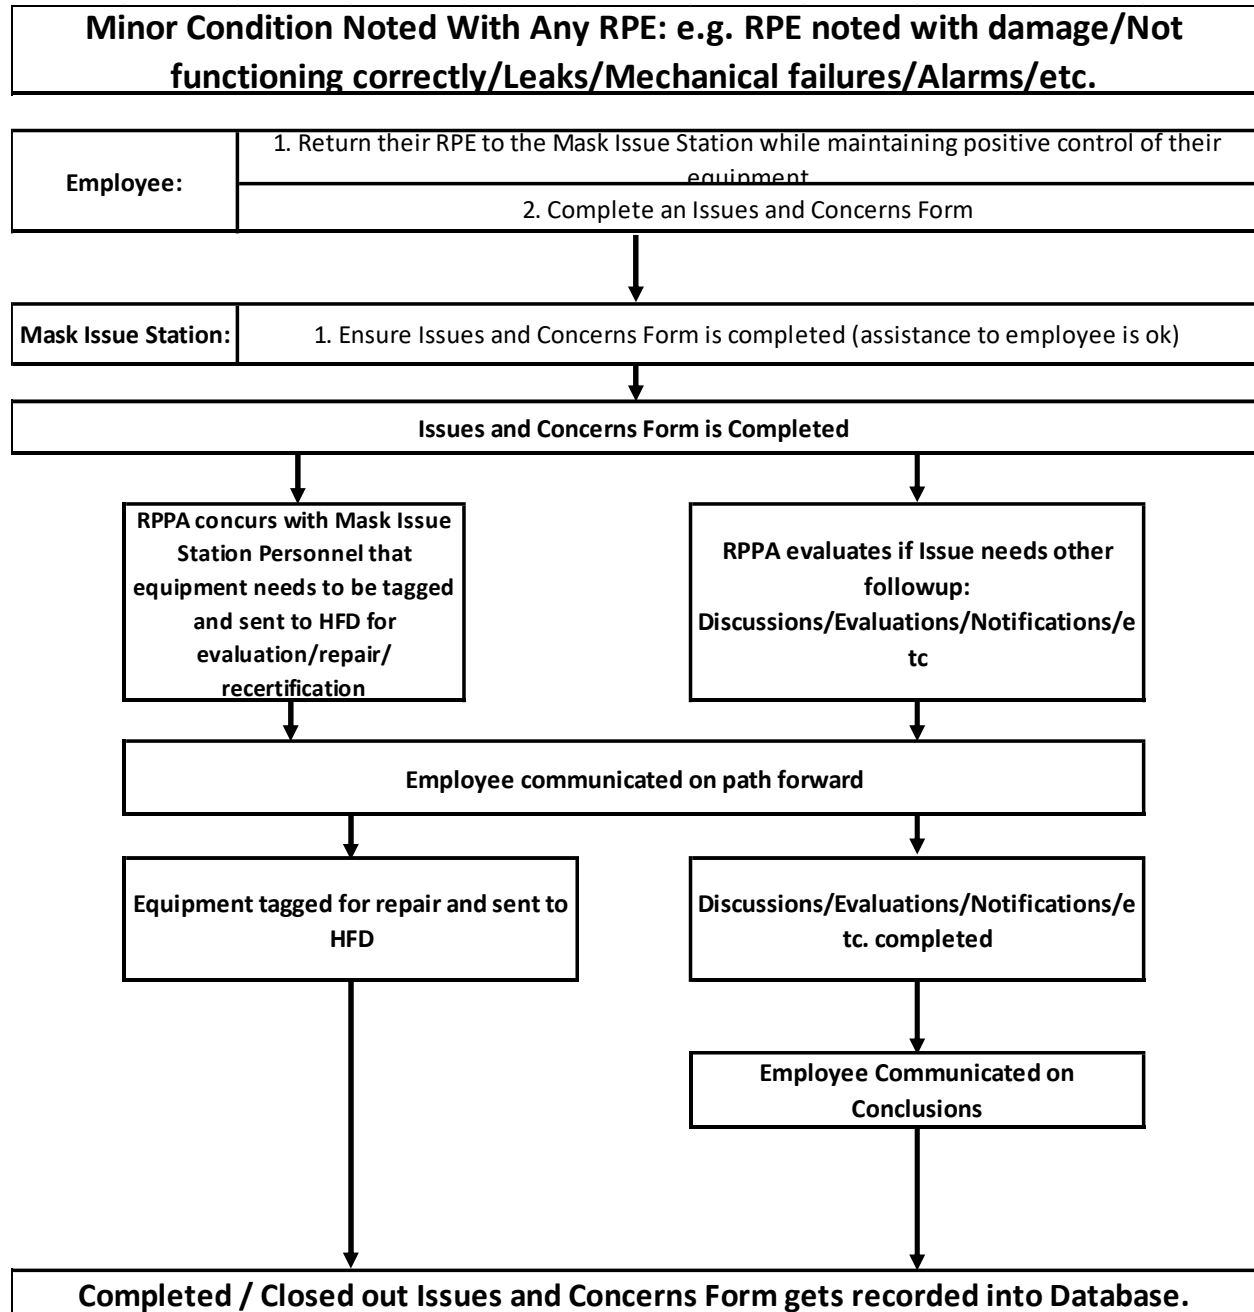 Minor Condition Noted With Any RPE: e.g. RPE noted with damage/Not
functioning correctly/Leaks/Mechanical failures/Alarms/etc.
Employee:
1. Return their RPE to the Mask Issue Station while maintaining positive control of their
equipment
2. Complete an Issues and Concerns Form
Mask Issue Station:
1. Ensure Issues and Concerns Form is completed (assistance to employee is ok)
Issues and Concerns Form is Completed
RPPA concurs with Mask Issue
Station Personnel that
equipment needs to be tagged
and sent to HFD for
evaluation/repair/
recertification
RPPA evaluates if Issue needs other
followup:
Discussions/Evaluations/Notifications/e
tc
Employee communicated on path forward
Equipment tagged for repair and sent to
HFD
Discussions/Evaluations/Notifications/e
tc. completed
Employee Communicated on
Conclusions
Completed / Closed out Issues and Concerns Form gets recorded into Database.